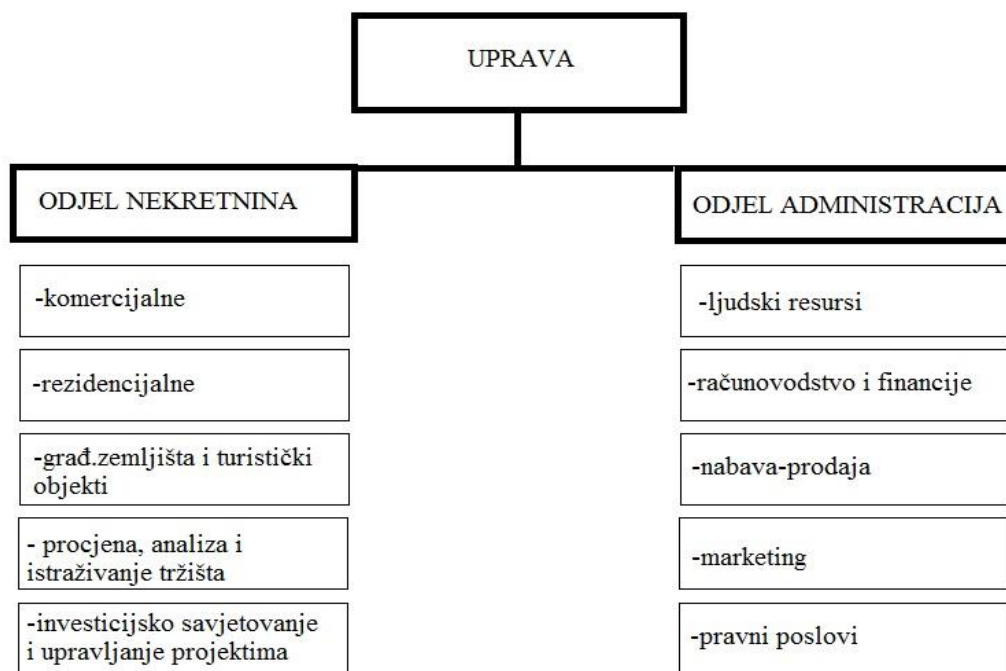 UPRAVA
ODJEL NEKRETNINA
-komercijalne
-rezidencijalne
-građ.zemljišta i turistički
objekti
- procjena, analiza i
istraživanje tržišta
-investicijsko savjetovanje
i upravljanje projektima
ODJEL ADMINISTRACIJA
-ljudski resursi
-računovodstvo i financije
-nabava-prodaja
-marketing
-pravni poslovi